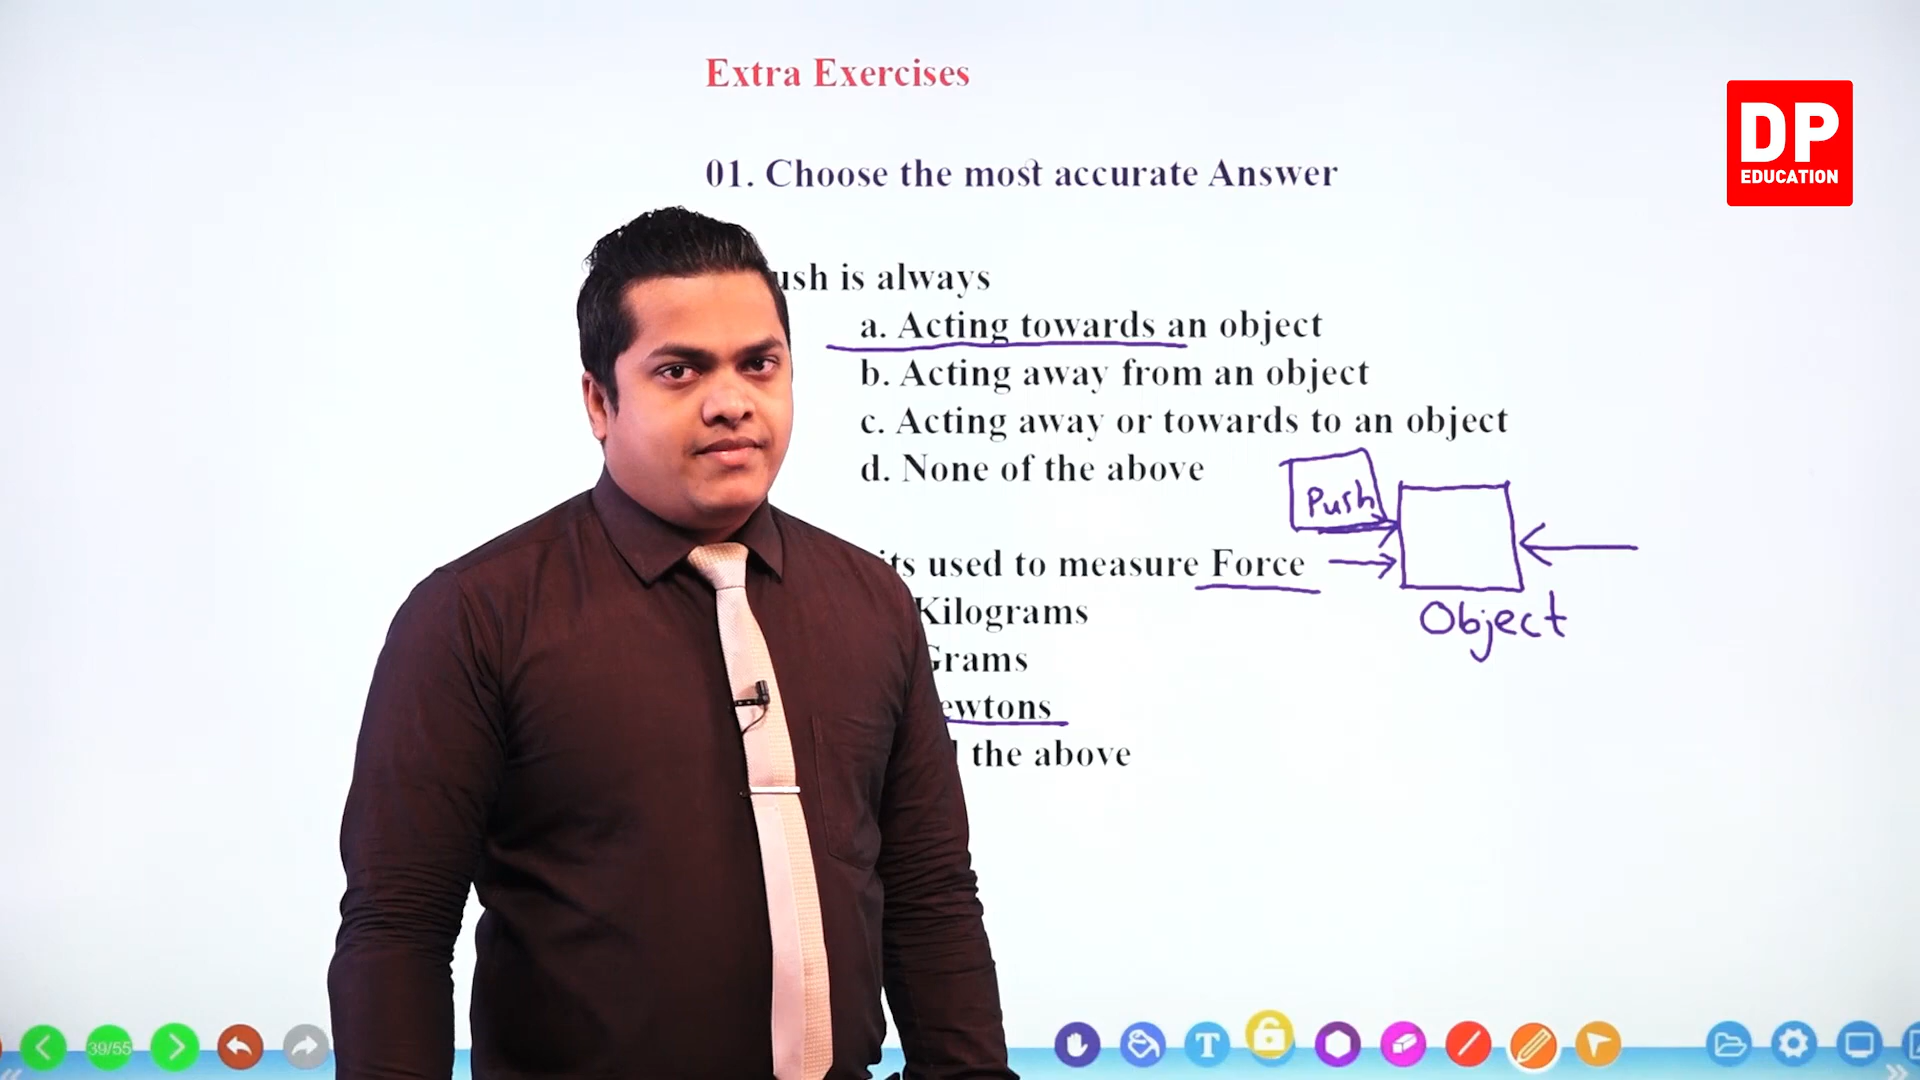 Extra Exercises
DP
EDUCATION
01. Choose the most accurate Answer
ush is always
a. Acting towards an object
b. Acting away from an object
c. Acting away or towards to an object
d. None of the above
Push
its used to measure Force
Kilograms
Object
Grams
ewtons
the above
39/55
T